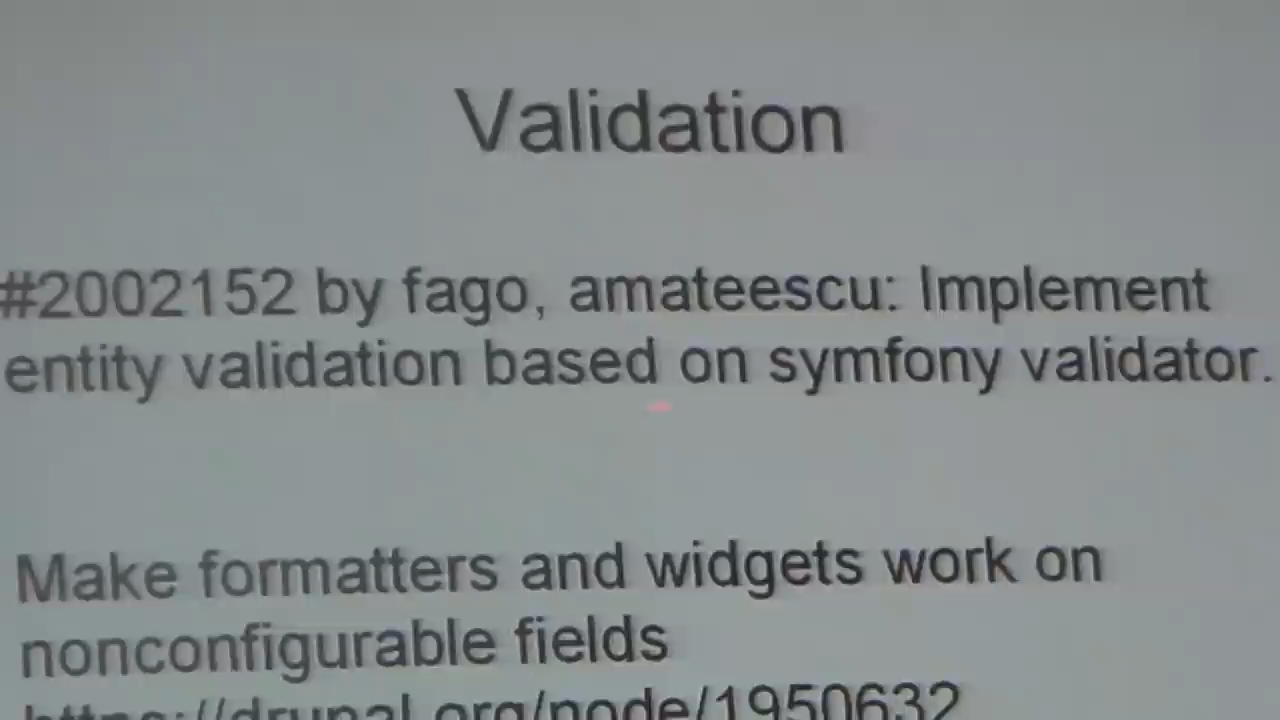 Validation
#2002152 by fago, amateescu: Implement
entity validation based on symfony validator.
Make formatters and widgets work on
nonconfigurable fields
https://drupal.org/node/1950632